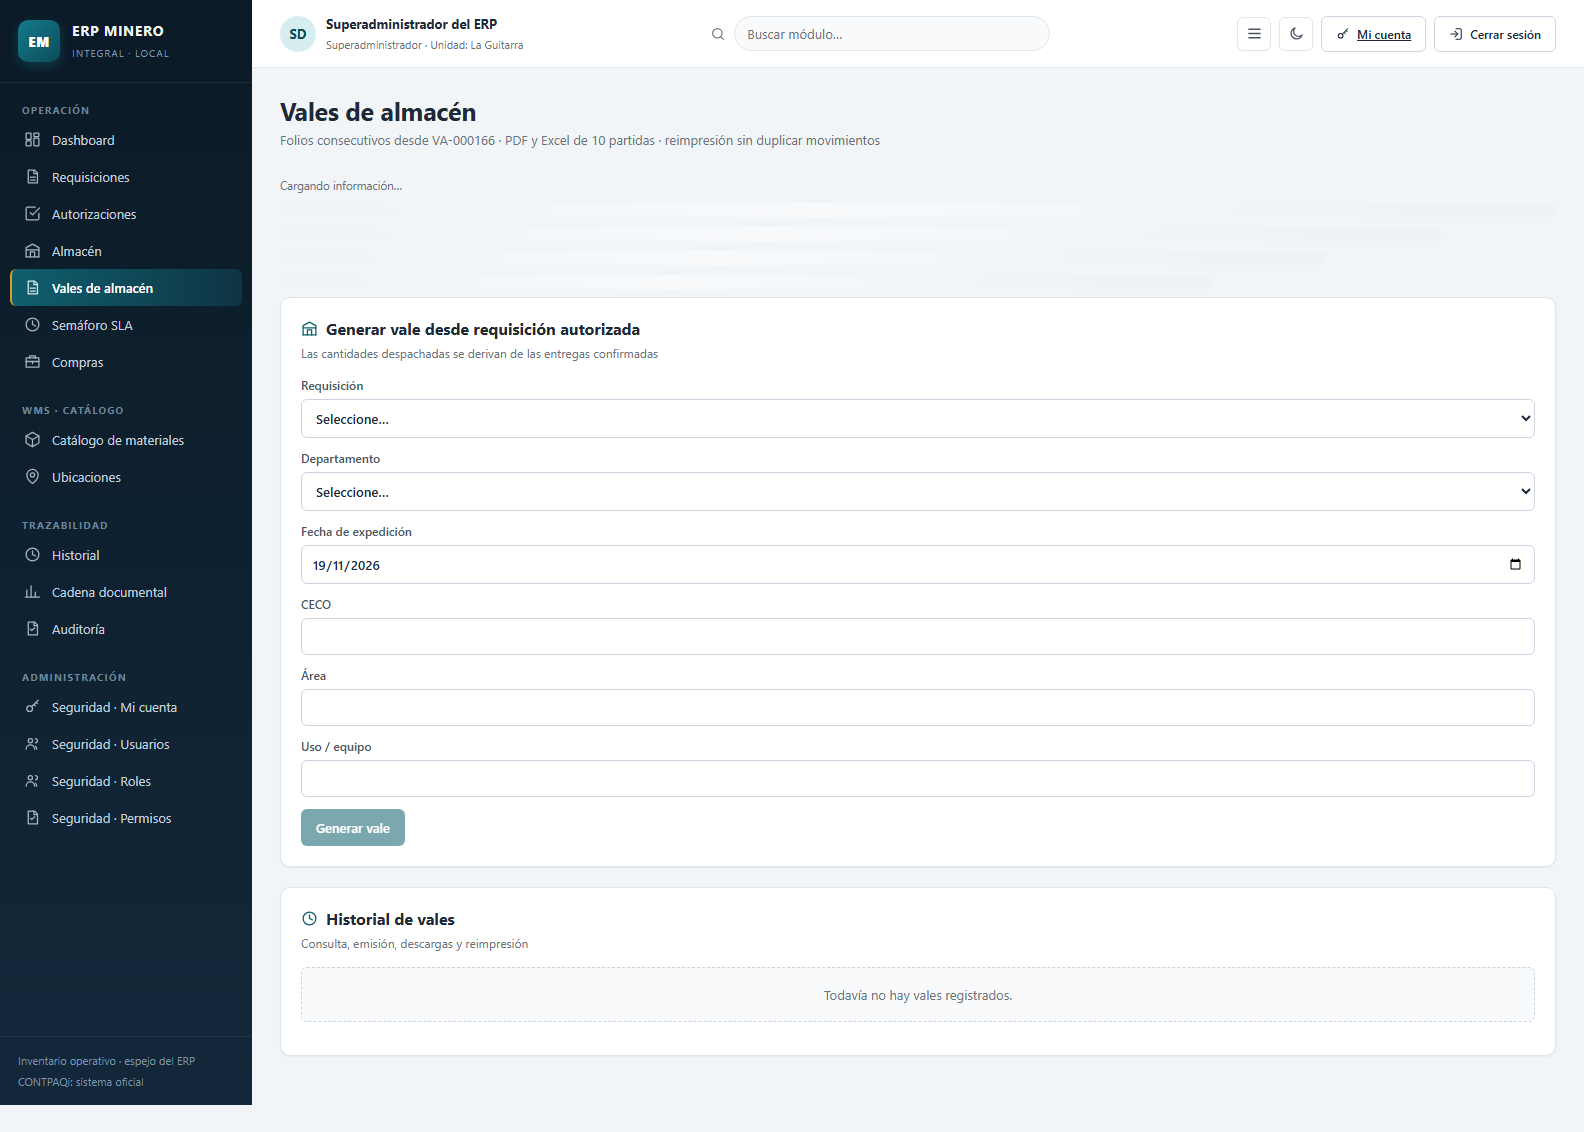 EM
ERP MINERO
INTEGRAL · LOCAL
OPERACIÓN
Dashboard
Requisiciones
Autorizaciones
Almacén
Vales de almacén
Semáforo SLA
Compras
WMS · CATÁLOGO
Catálogo de materiales
Ubicaciones
TRAZABILIDAD
Historial
Cadena documental
Auditoría
ADMINISTRACIÓN
Seguridad · Mi cuenta
Seguridad · Usuarios
Seguridad · Roles
Seguridad · Permisos
Inventario operativo · espejo del ERP
CONTPAQi: sistema oficial
SD
Superadministrador del ERP
Superadministrador · Unidad: La Guitarra
Buscar módulo...
Mi cuenta
Cerrar sesión
Vales de almacén
Folios consecutivos desde VA-000166 · PDF y Excel de 10 partidas · reimpresión sin duplicar movimientos
Cargando información...
Generar vale desde requisición autorizada
Las cantidades despachadas se derivan de las entregas confirmadas
Requisición
Seleccione...
Departamento
Seleccione...
Fecha de expedición
19/11/2026
CECO
Área
Uso / equipo
Generar vale
Historial de vales
Consulta, emisión, descargas y reimpresión
Todavía no hay vales registrados.